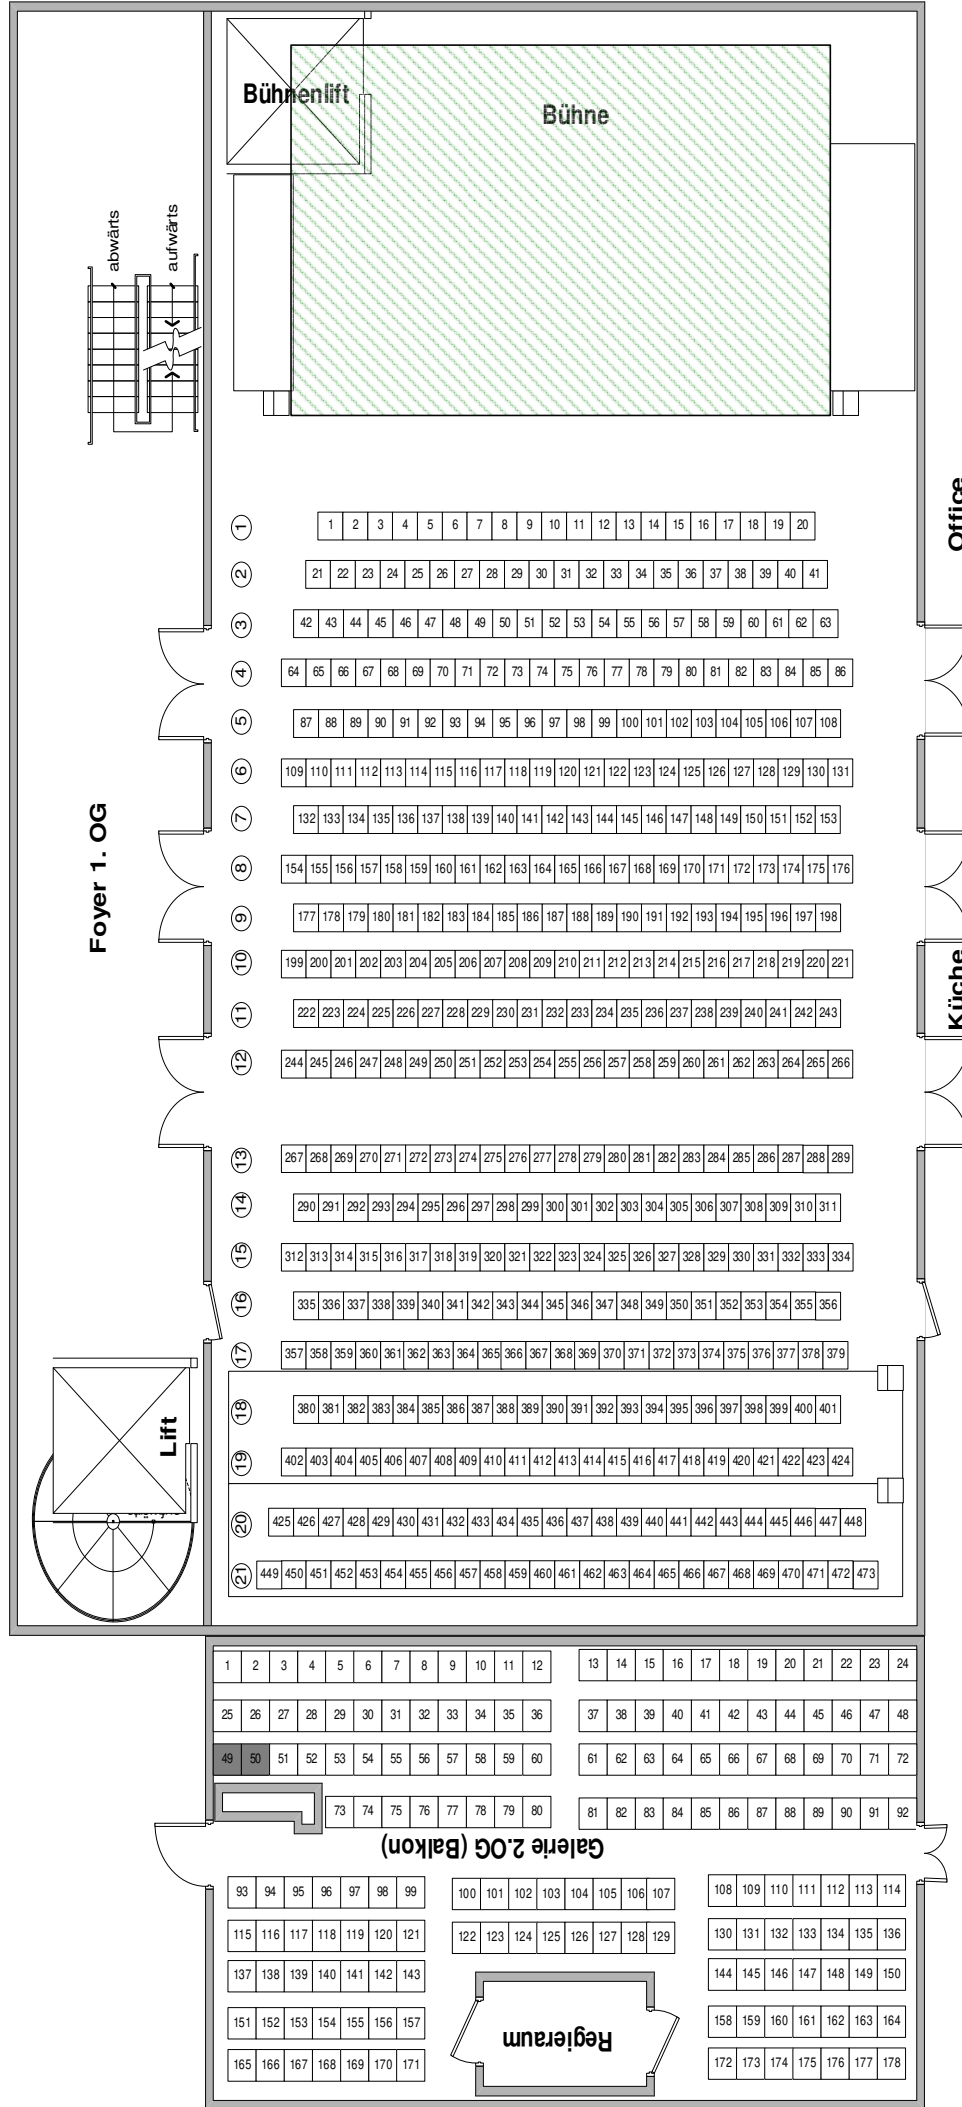 Bühnenlift
Bühne
abwärts
aufwärts
Office
Foyer 1. OG
Küche
1 1 2 3 4 5 6 7 8 9 10 11 12 13 14 15 16 17 18 19 20
2 21 22 23 24 25 26 27 28 29 30 31 32 33 34 35 36 37 38 39 40 41
3 42 43 44 45 46 47 48 49 50 51 52 53 54 55 56 57 58 59 60 61 62 63
4 64 65 66 67 68 69 70 71 72 73 74 75 76 77 78 79 80 81 82 83 84 85 86
5 87 88 89 90 91 92 93 94 95 96 97 98 99 100 101 102 103 104 105 106 107 108
6 109 110 111 112 113 114 115 116 117 118 119 120 121 122 123 124 125 126 127 128 129 130 131
7 132 133 134 135 136 137 138 139 140 141 142 143 144 145 146 147 148 149 150 151 152 153
8 154 155 156 157 158 159 160 161 162 163 164 165 166 167 168 169 170 171 172 173 174 175 176
9 177 178 179 180 181 182 183 184 185 186 187 188 189 190 191 192 193 194 195 196 197 198
10 199 200 201 202 203 204 205 206 207 208 209 210 211 212 213 214 215 216 217 218 219 220 221
11 222 223 224 225 226 227 228 229 230 231 232 233 234 235 236 237 238 239 240 241 242 243
12 244 245 246 247 248 249 250 251 252 253 254 255 256 257 258 259 260 261 262 263 264 265 266
13 267 268 269 270 271 272 273 274 275 276 277 278 279 280 281 282 283 284 285 286 287 288 289
14 290 291 292 293 294 295 296 297 298 299 300 301 302 303 304 305 306 307 308 309 310 311
15 312 313 314 315 316 317 318 319 320 321 322 323 324 325 326 327 328 329 330 331 332 333 334
16 335 336 337 338 339 340 341 342 343 344 345 346 347 348 349 350 351 352 353 354 355 356
17 357 358 359 360 361 362 363 364 365 366 367 368 369 370 371 372 373 374 375 376 377 378 379
18 380 381 382 383 384 385 386 387 388 389 390 391 392 393 394 395 396 397 398 399 400 401
Lift
19 402 403 404 405 406 407 408 409 410 411 412 413 414 415 416 417 418 419 420 421 422 423 424
20 425 426 427 428 429 430 431 432 433 434 435 436 437 438 439 440 441 442 443 444 445 446 447 448
21 449 450 451 452 453 454 455 456 457 458 459 460 461 462 463 464 465 466 467 468 469 470 471 472 473
1 2 3 4 5 6 7 8 9 10 11 12 13 14 15 16 17 18 19 20 21 22 23 24
25 26 27 28 29 30 31 32 33 34 35 36 37 38 39 40 41 42 43 44 45 46 47 48
49 50 51 52 53 54 55 56 57 58 59 60 61 62 63 64 65 66 67 68 69 70 71 72
73 74 75 76 77 78 79 80 81 82 83 84 85 86 87 88 89 90 91 92
Galerie 2.OG (Balkon)
93 94 95 96 97 98 99 100 101 102 103 104 105 106 107 108 109 110 111 112 113 114
115 116 117 118 119 120 121 122 123 124 125 126 127 128 129 130 131 132 133 134 135 136
137 138 139 140 141 142 143 144 145 146 147 148 149 150
151 152 153 154 155 156 157 158 159 160 161 162 163 164
Regieraum
165 166 167 168 169 170 171 172 173 174 175 176 177 178